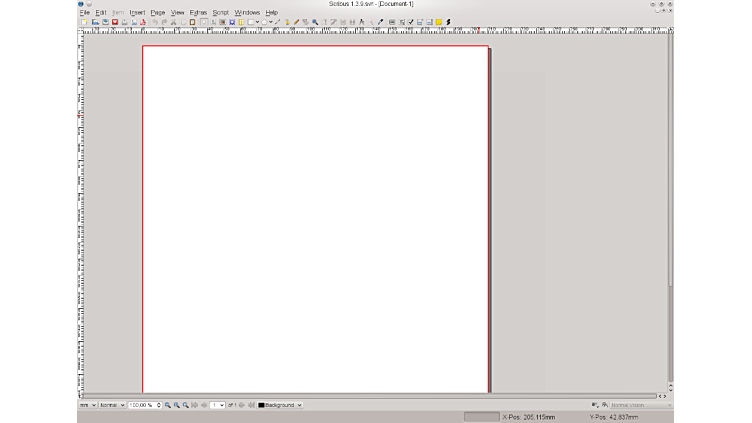 Scribus 1.3.9.svn - [Document-1]
File Edit Item Insert Page View Extras Script Windows Help
mm Normal 100,00 % 1 of 1 Background Normal Vision
X-Pos: 205.115mm Y-Pos: 42.837mm